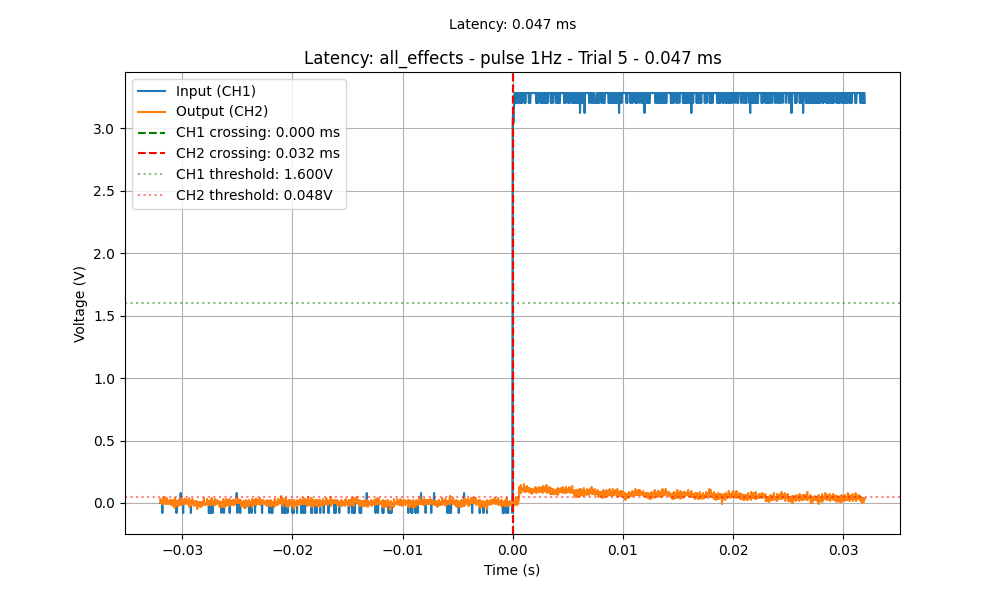 Latency: 0.047 ms
Latency: all_effects - pulse 1Hz - Trial 5 - 0.047 ms
Input (CH1)
Output (CH2)
CH1 crossing: 0.000 ms
CH2 crossing: 0.032 ms
CH1 threshold: 1.600V
CH2 threshold: 0.048V
Voltage (V)
3.0
2.5
2.0
1.5
1.0
0.5
0.0
−0.03 −0.02 −0.01 0.00 0.01 0.02 0.03
Time (s)